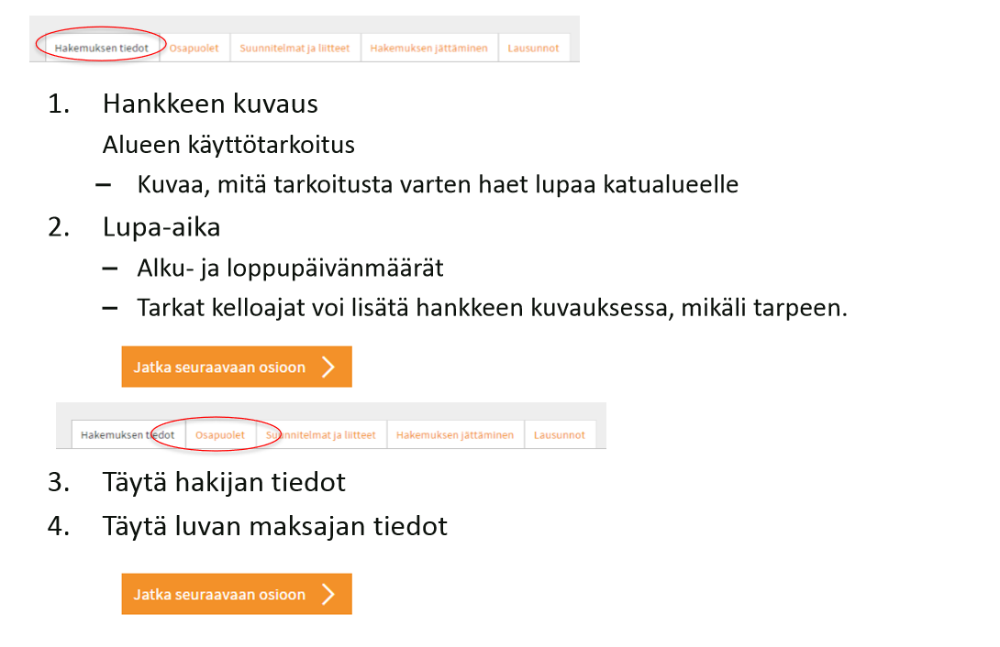 Hakemuksen tiedot Osapuolet Suunnitelmat ja liitteet Hakemuksen jättäminen Lausunnot
1. Hankkeen kuvaus
Alueen käyttötarkoitus
– Kuvaa, mitä tarkoitusta varten haet lupaa katualueelle
2. Lupa-aika
– Alku- ja loppupäivänmäärät
– Tarkat kelloajat voi lisätä hankkeen kuvauksessa, mikäli tarpeen.
Jatka seuraavaan osioon
Hakemuksen tiedot Osapuolet Suunnitelmat ja liitteet Hakemuksen jättäminen Lausunnot
3. Täytä hakijan tiedot
4. Täytä luvan maksajan tiedot
Jatka seuraavaan osioon